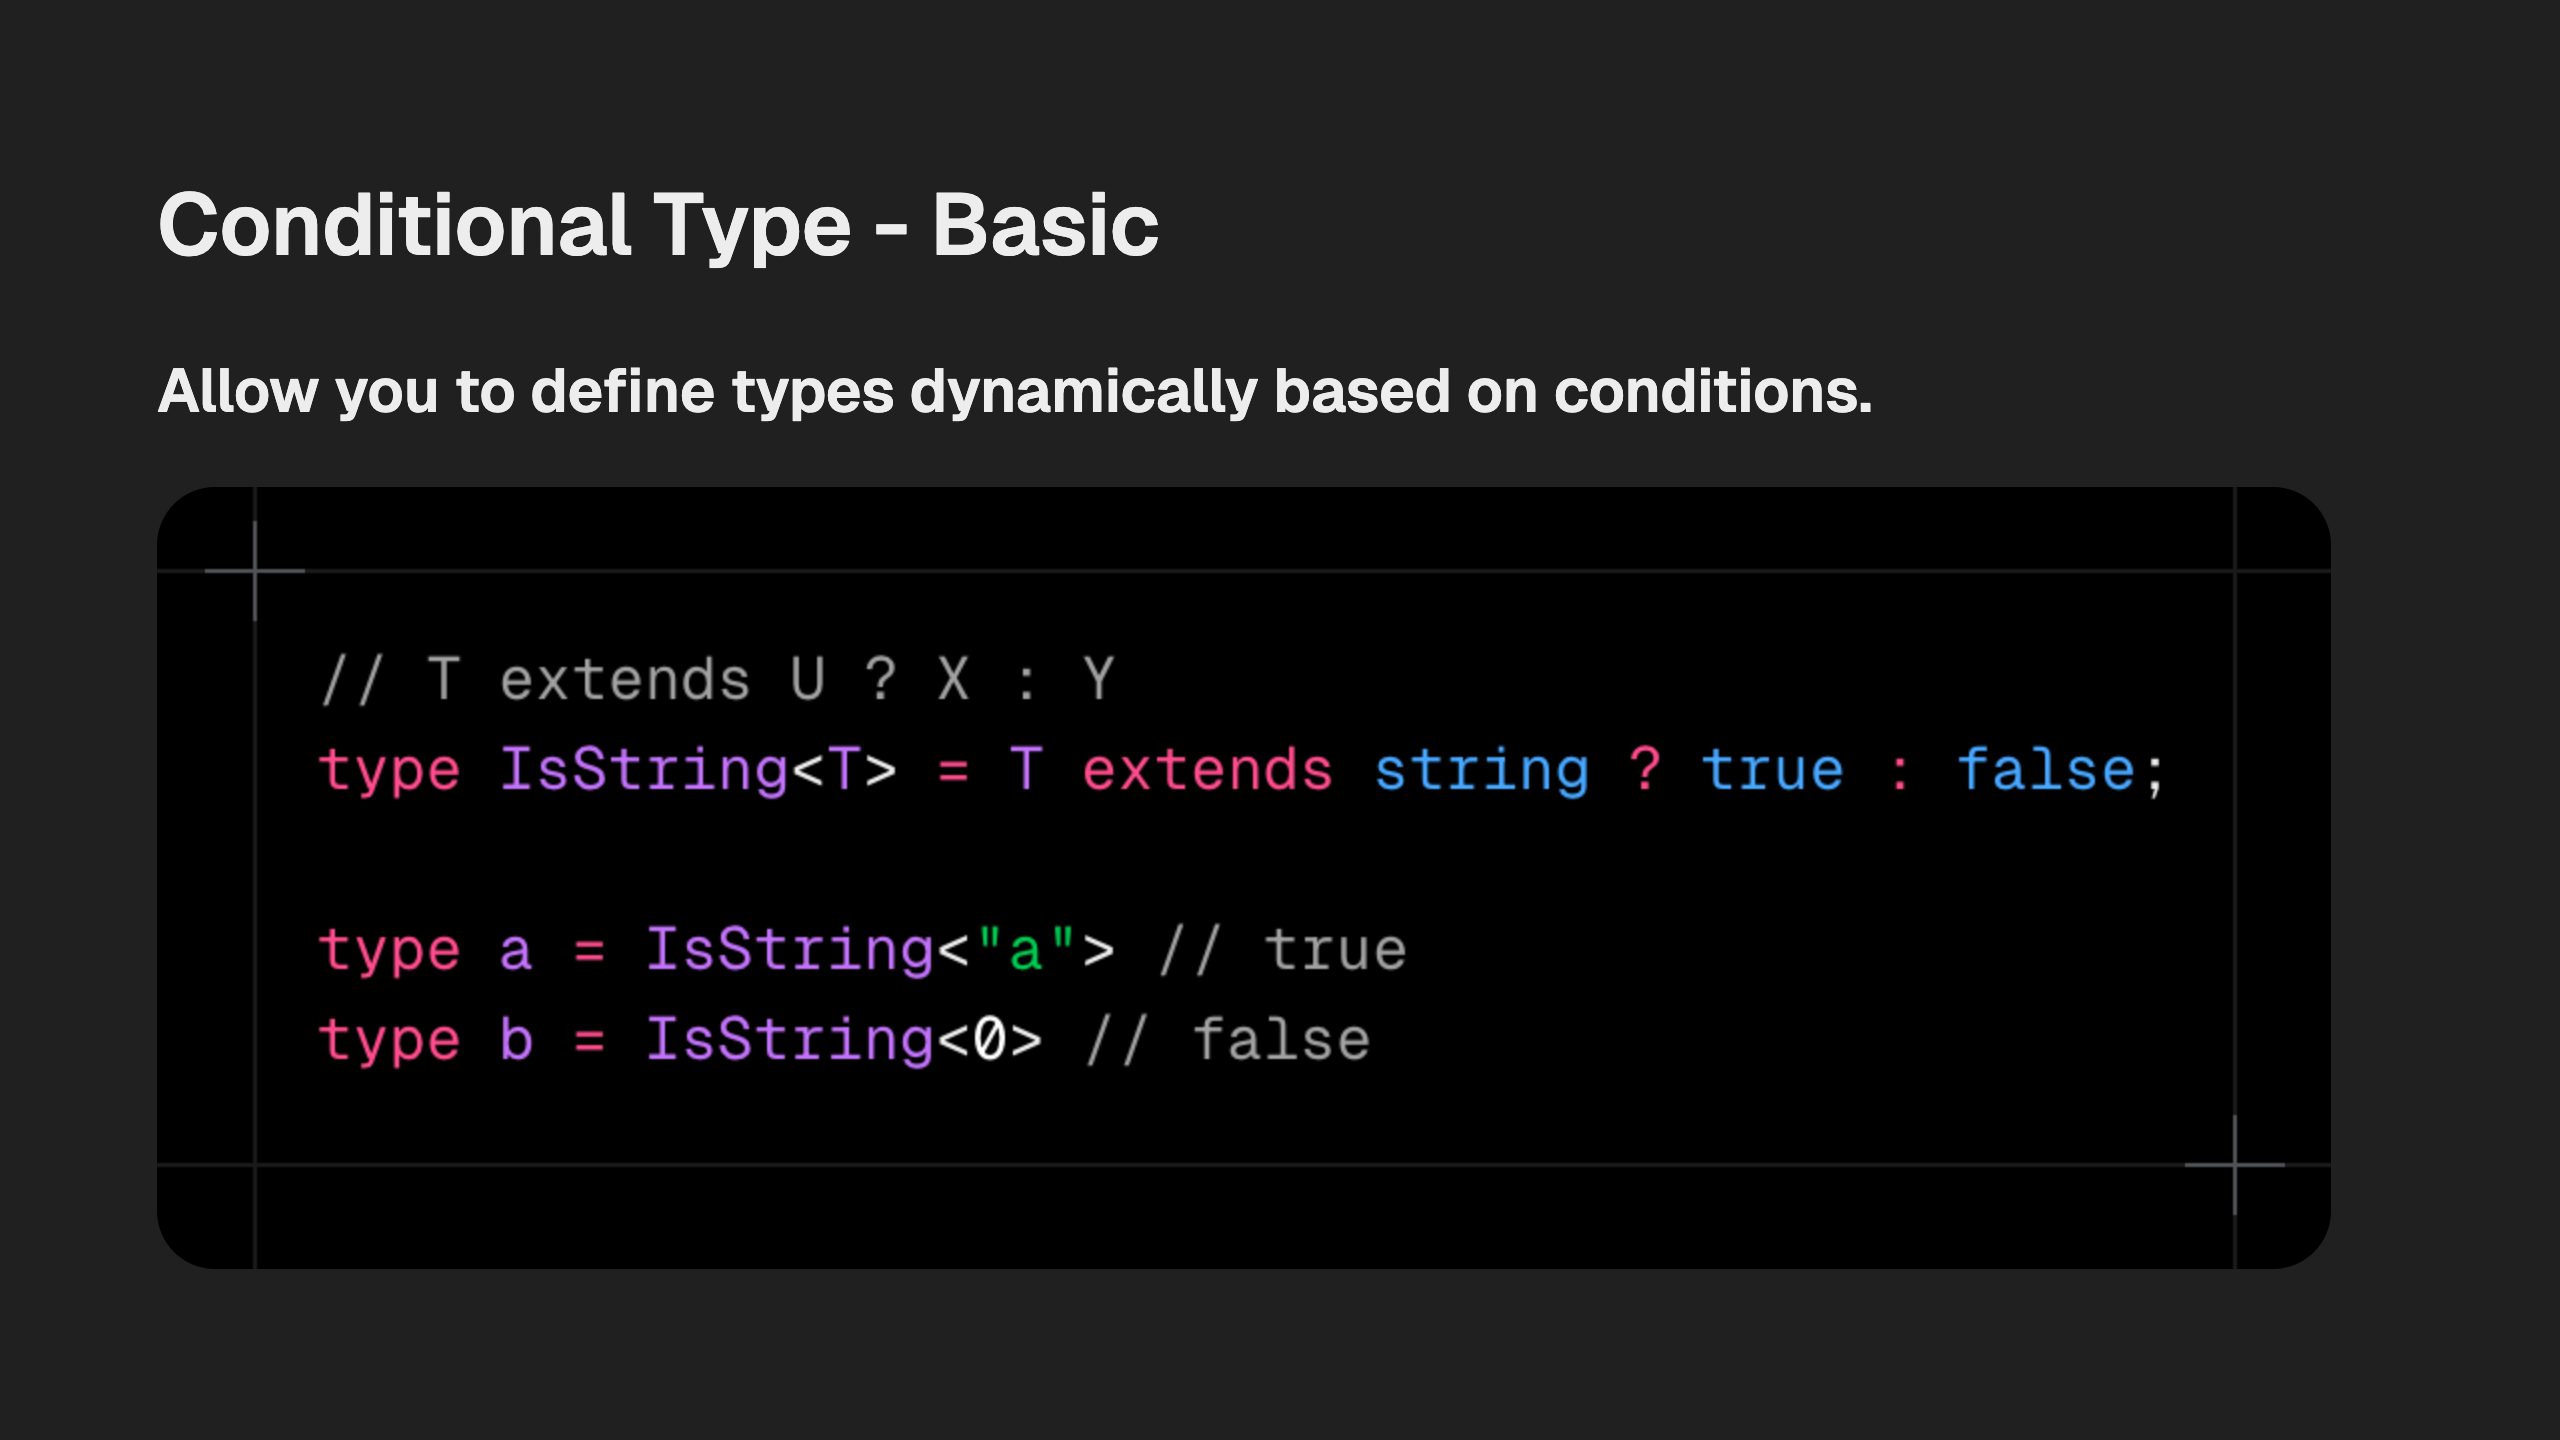 Conditional Type - Basic
Allow you to define types dynamically based on conditions.
// T extends U ? X : Y
type IsString<T> = T extends string ? true : false;
type a = IsString<"a"> // true
type b = IsString<0> // false